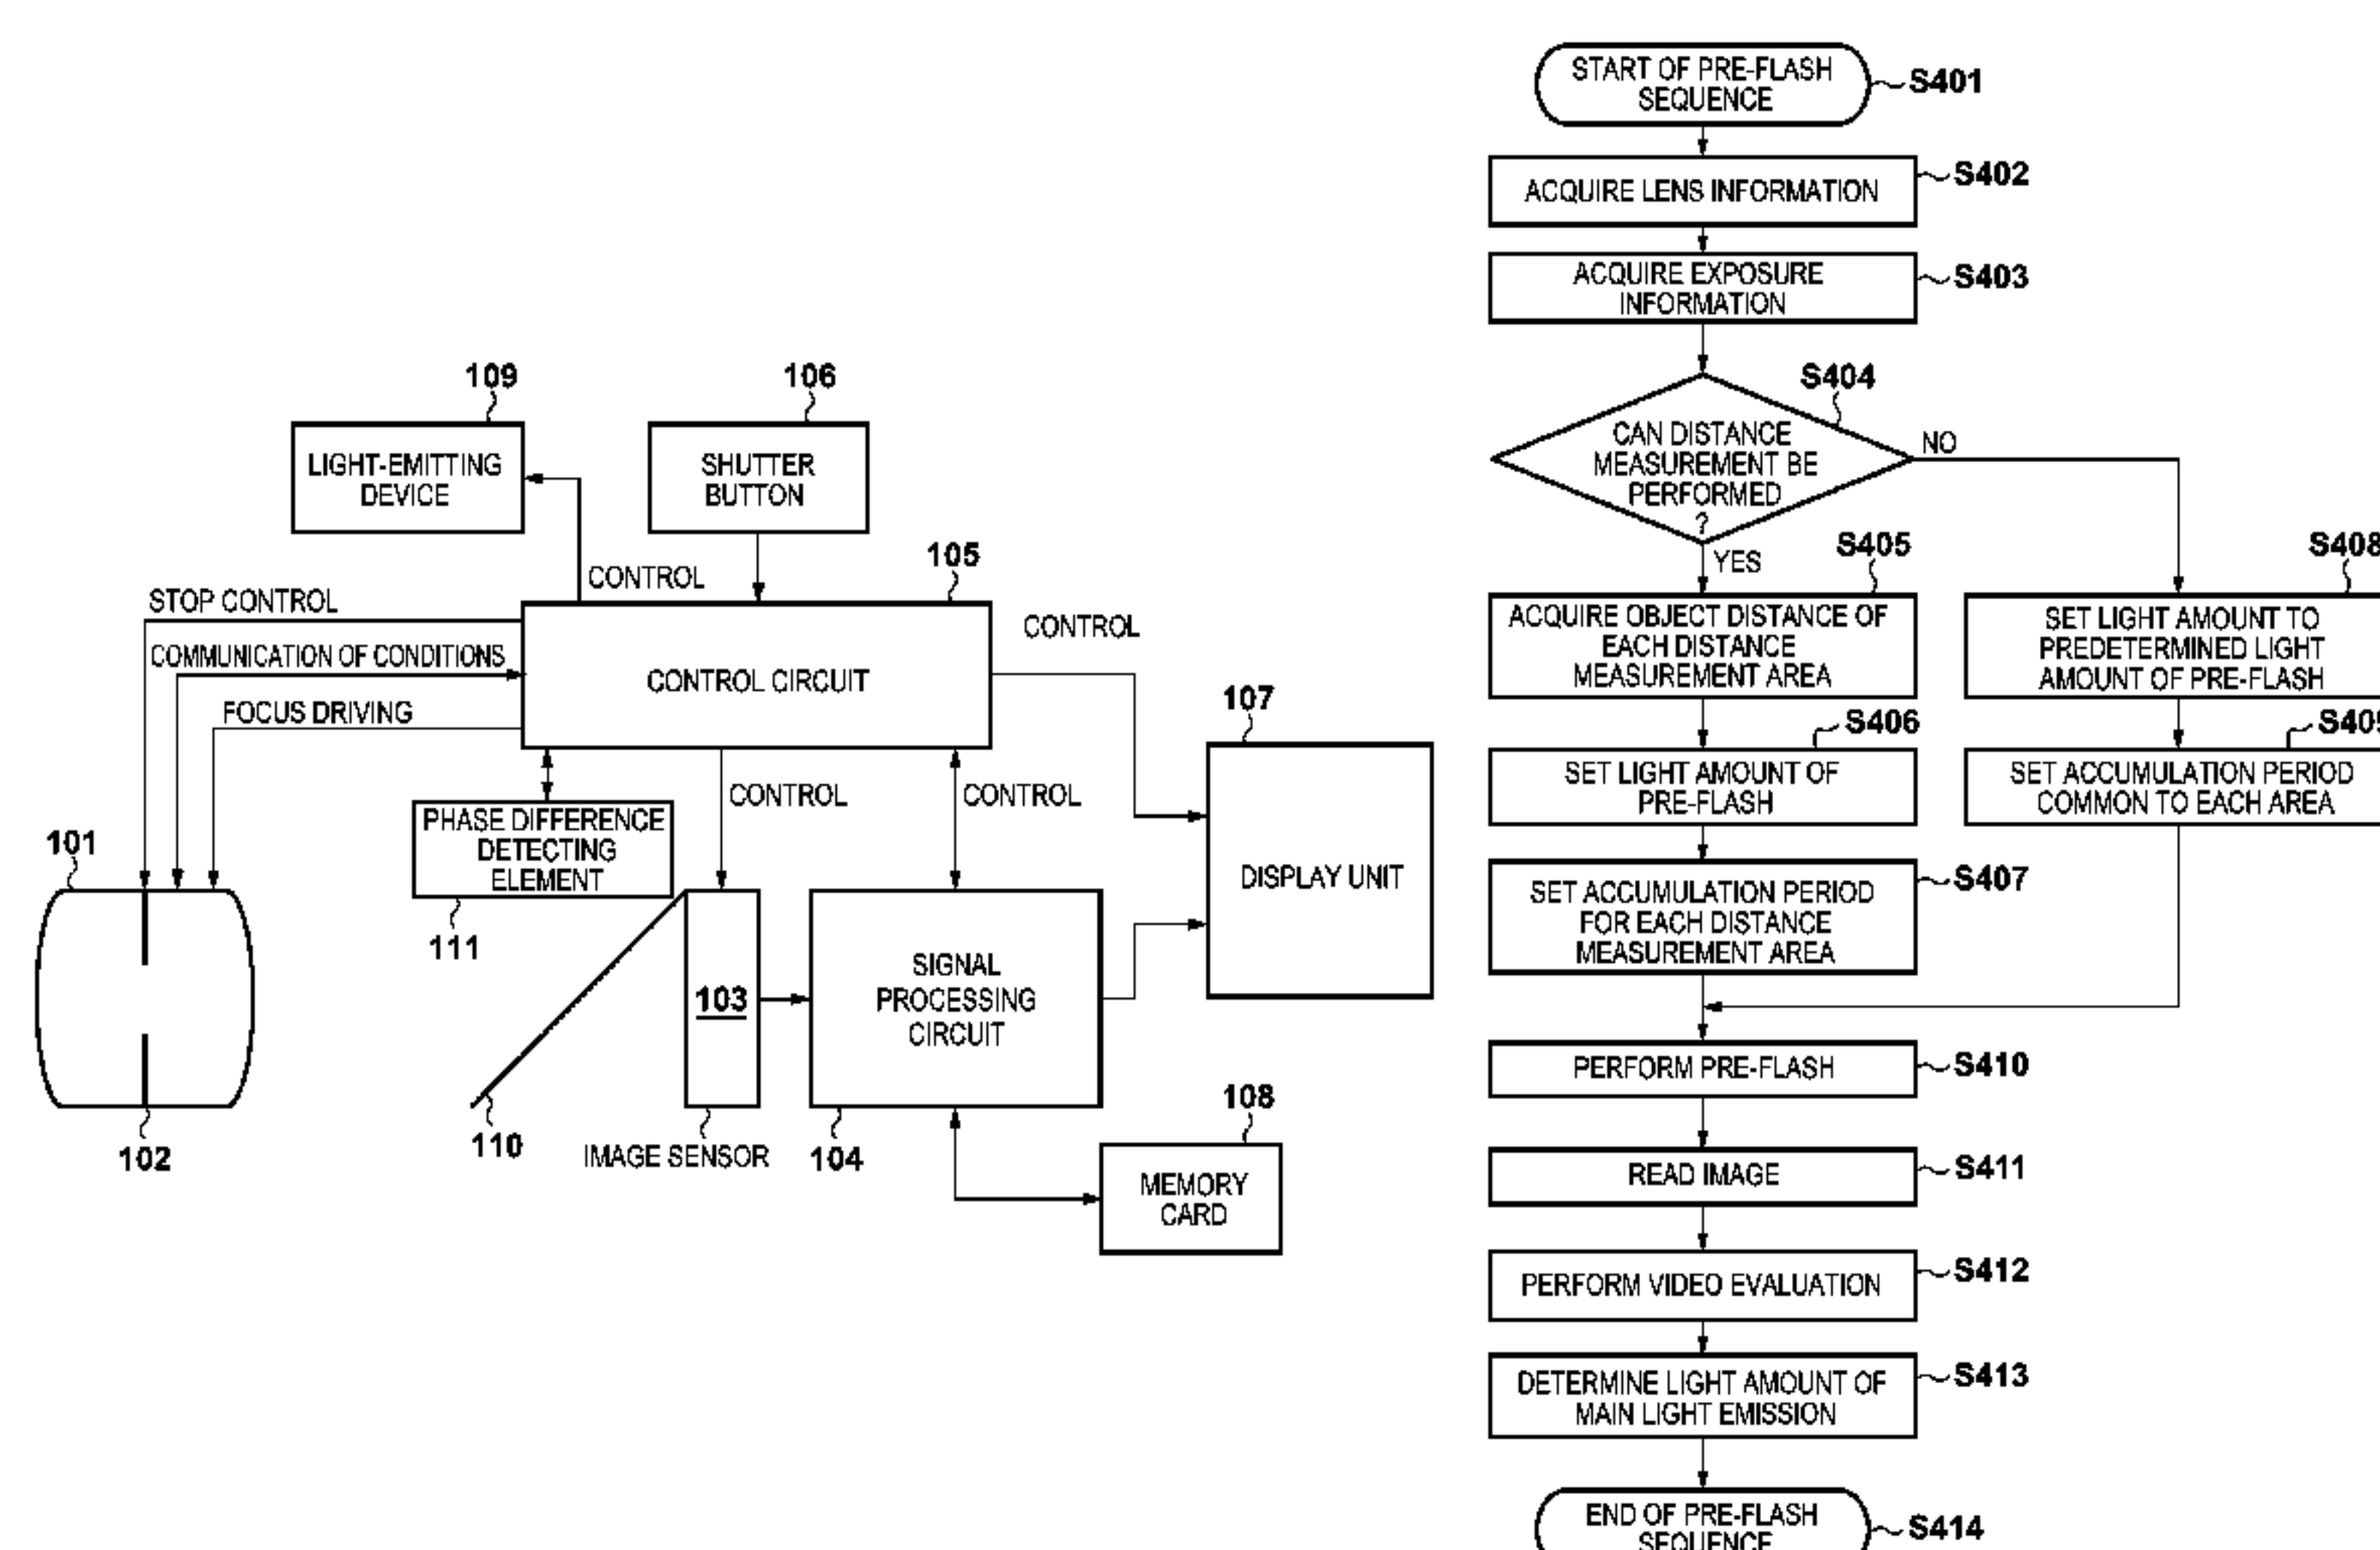 109
LIGHT-EMITTING
DEVICE
106
SHUTTER
BUTTON
105
CONTROL
STOP CONTROL
COMMUNICATION OF CONDITIONS
FOCUS DRIVING
CONTROL CIRCUIT
CONTROL
107
DISPLAY UNIT
CONTROL
CONTROL
PHASE DIFFERENCE
DETECTING
ELEMENT
111
101
102
110
103
IMAGE SENSOR
SIGNAL
PROCESSING
CIRCUIT
104
108
MEMORY
CARD
START OF PRE-FLASH
SEQUENCE
S401
ACQUIRE LENS INFORMATION
S402
ACQUIRE EXPOSURE
INFORMATION
S403
S404
CAN DISTANCE
MEASUREMENT BE
PERFORMED
?
NO
YES
S405
ACQUIRE OBJECT DISTANCE OF
EACH DISTANCE
MEASUREMENT AREA
S408
SET LIGHT AMOUNT TO
PREDETERMINED LIGHT
AMOUNT OF PRE-FLASH
S406
SET LIGHT AMOUNT OF
PRE-FLASH
S409
SET ACCUMULATION PERIOD
COMMON TO EACH AREA
SET ACCUMULATION PERIOD
FOR EACH DISTANCE
MEASUREMENT AREA
S407
PERFORM PRE-FLASH
S410
READ IMAGE
S411
PERFORM VIDEO EVALUATION
S412
DETERMINE LIGHT AMOUNT OF
MAIN LIGHT EMISSION
S413
END OF PRE-FLASH
SEQUENCE
S414